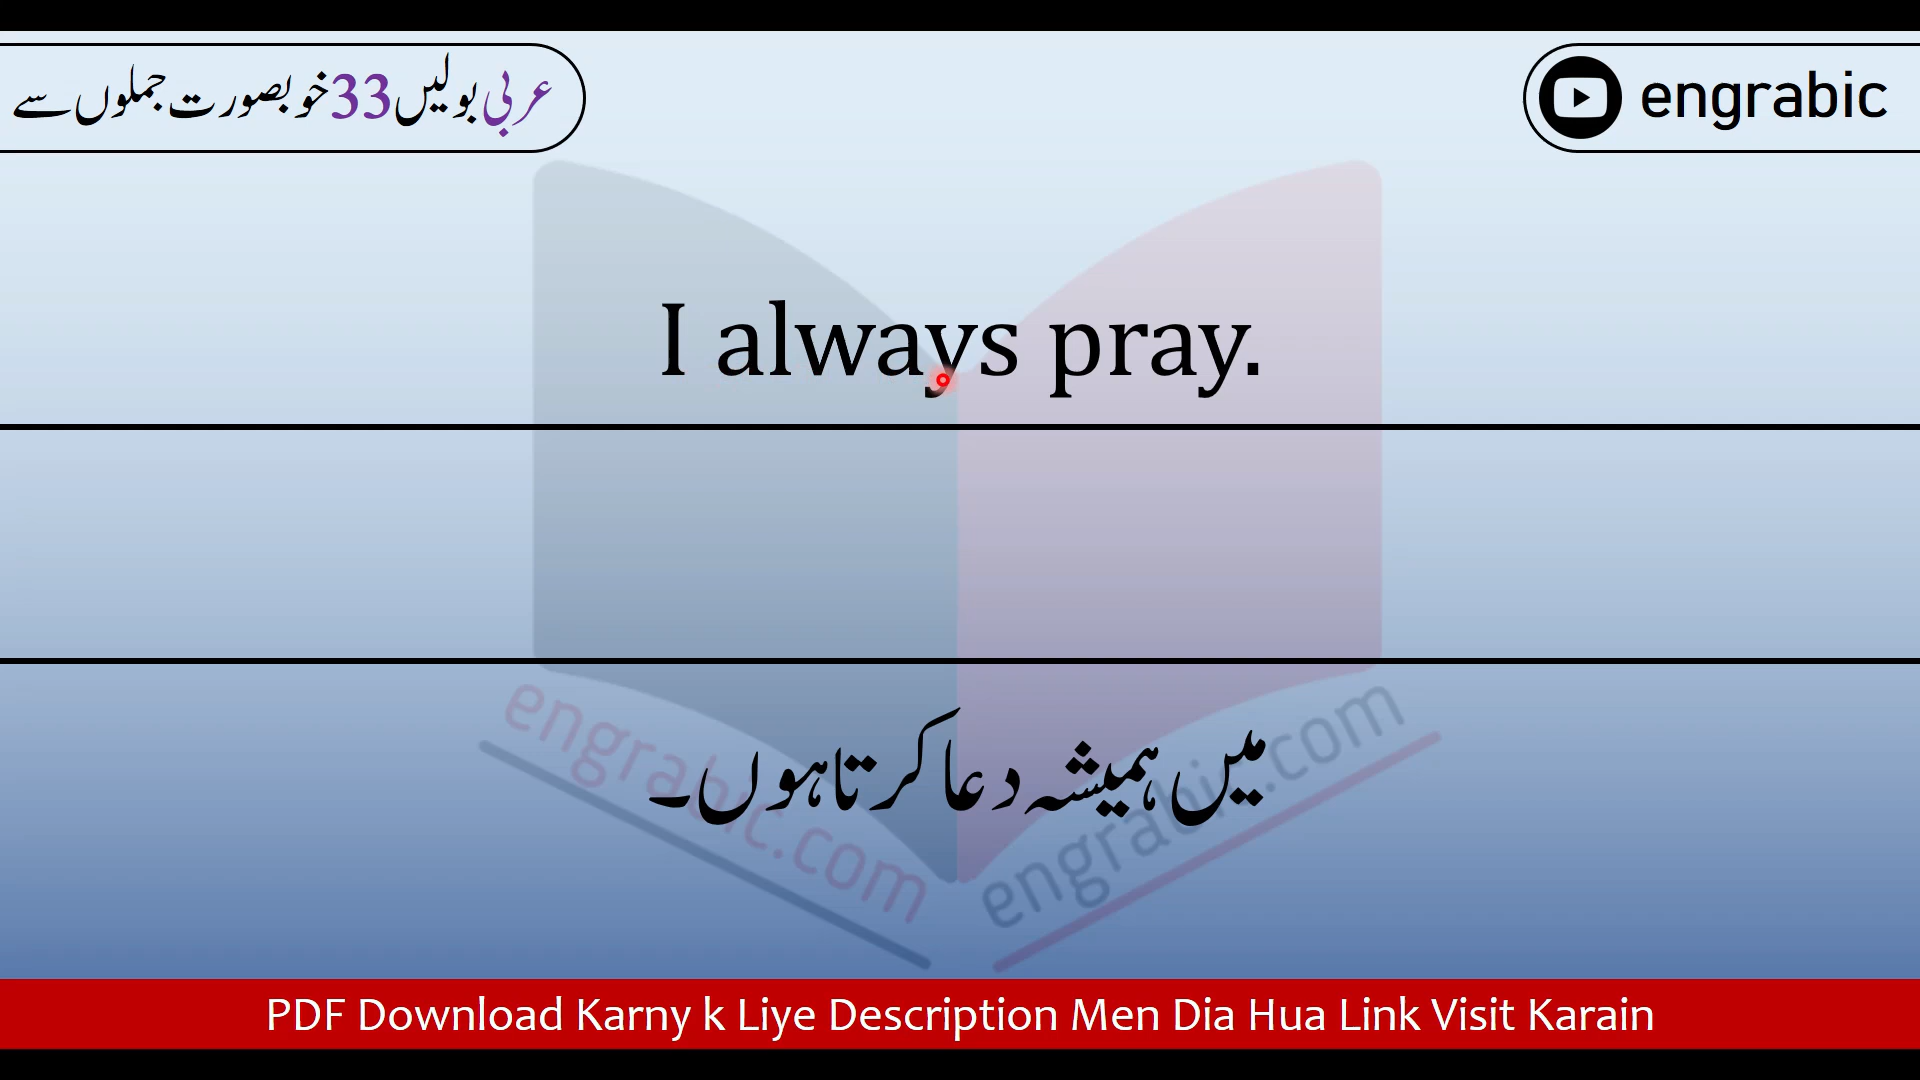 عربی بولیں 33 خوبصورت جملوں سے
engrabic
I always pray.
میں ہمیشہ دعا کرتا ہوں۔
engrabic.com
engrabic.com
PDF Download Karny k Liye Description Men Dia Hua Link Visit Karain